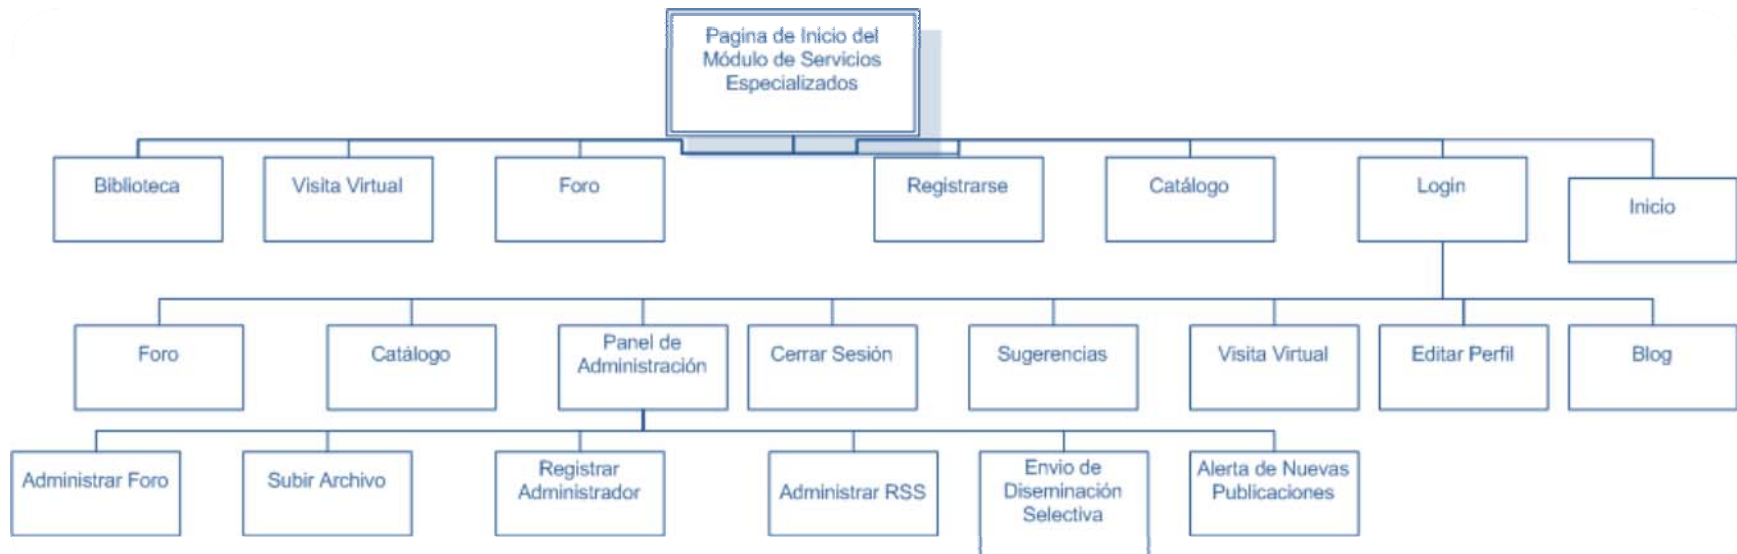 Pagina de Inicio del
Módulo de Servicios
Especializados
Biblioteca
Visita Virtual
Foro
Registrarse
Catálogo
Login
Inicio
Foro
Catálogo
Panel de
Administración
Cerrar Sesión
Sugerencias
Visita Virtual
Editar Perfil
Blog
Administrar Foro
Subir Archivo
Registrar
Administrador
Administrar RSS
Envio de
Diseminación
Selectiva
Alerta de Nuevas
Publicaciones